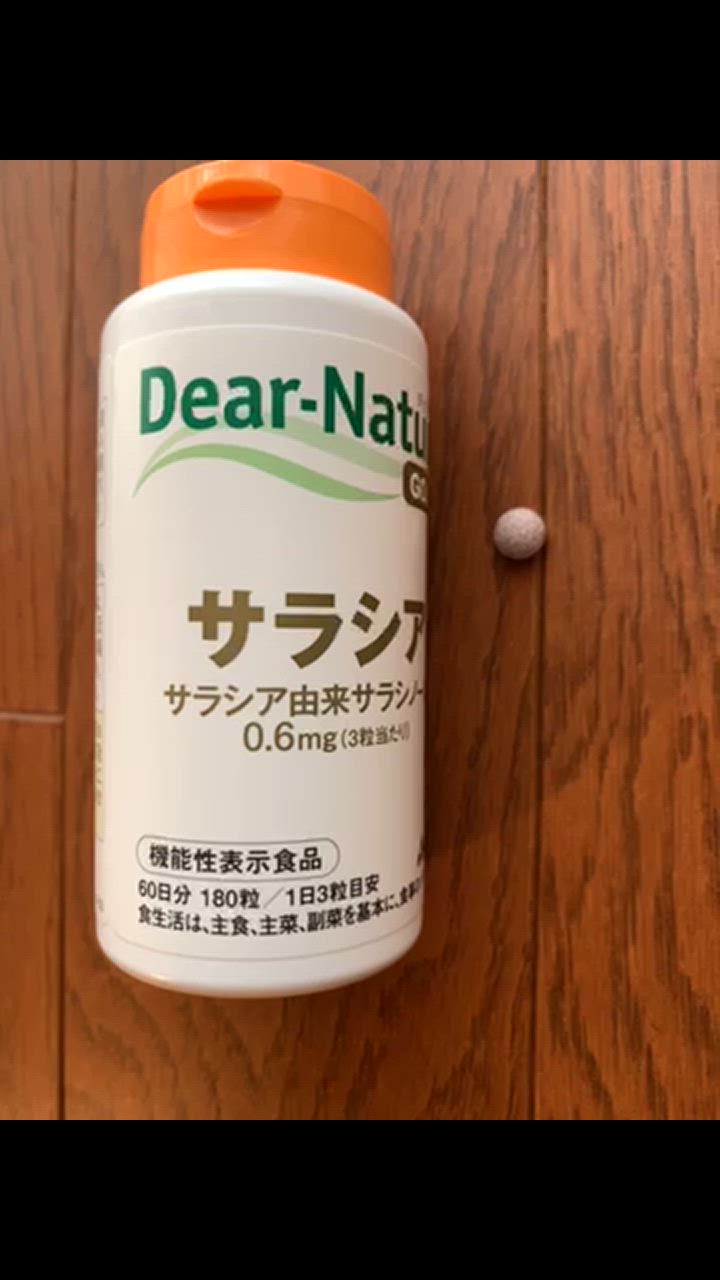 Dear-Natu
サラシア
サラシア由来サラシノー
0.6mg(3粒当たり)
機能性表示食品
60日分 180粒/1日3粒目安
食生活は、主食、主菜、副菜を基本に、食事の